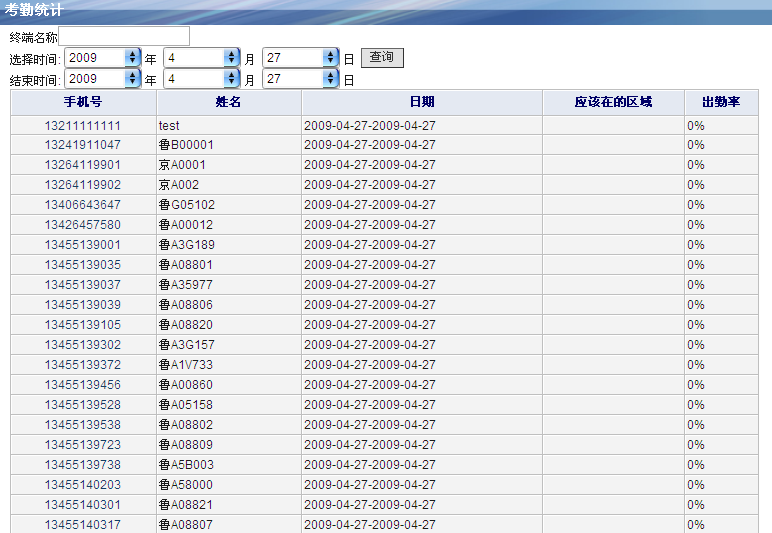 考勤统计
终端名称
选择时间: 2009 年 4 月 27 日 查询
结束时间: 2009 年 4 月 27 日
手机号 姓名 日期 应该在的区域 出勤率
13211111111 test 2009-04-27-2009-04-27 0%
13241911047 鲁B00001 2009-04-27-2009-04-27 0%
13264119901 京A0001 2009-04-27-2009-04-27 0%
13264119902 京A002 2009-04-27-2009-04-27 0%
13406643647 鲁G05102 2009-04-27-2009-04-27 0%
13426457580 鲁A00012 2009-04-27-2009-04-27 0%
13455139001 鲁A3G189 2009-04-27-2009-04-27 0%
13455139035 鲁A08801 2009-04-27-2009-04-27 0%
13455139037 鲁A35977 2009-04-27-2009-04-27 0%
13455139039 鲁A08806 2009-04-27-2009-04-27 0%
13455139105 鲁A08820 2009-04-27-2009-04-27 0%
13455139302 鲁A3G157 2009-04-27-2009-04-27 0%
13455139372 鲁A1V733 2009-04-27-2009-04-27 0%
13455139456 鲁A00860 2009-04-27-2009-04-27 0%
13455139528 鲁A05158 2009-04-27-2009-04-27 0%
13455139538 鲁A08802 2009-04-27-2009-04-27 0%
13455139723 鲁A08809 2009-04-27-2009-04-27 0%
13455139738 鲁A5B003 2009-04-27-2009-04-27 0%
13455140203 鲁A58000 2009-04-27-2009-04-27 0%
13455140301 鲁A08821 2009-04-27-2009-04-27 0%
13455140317 鲁A08807 2009-04-27-2009-04-27 0%